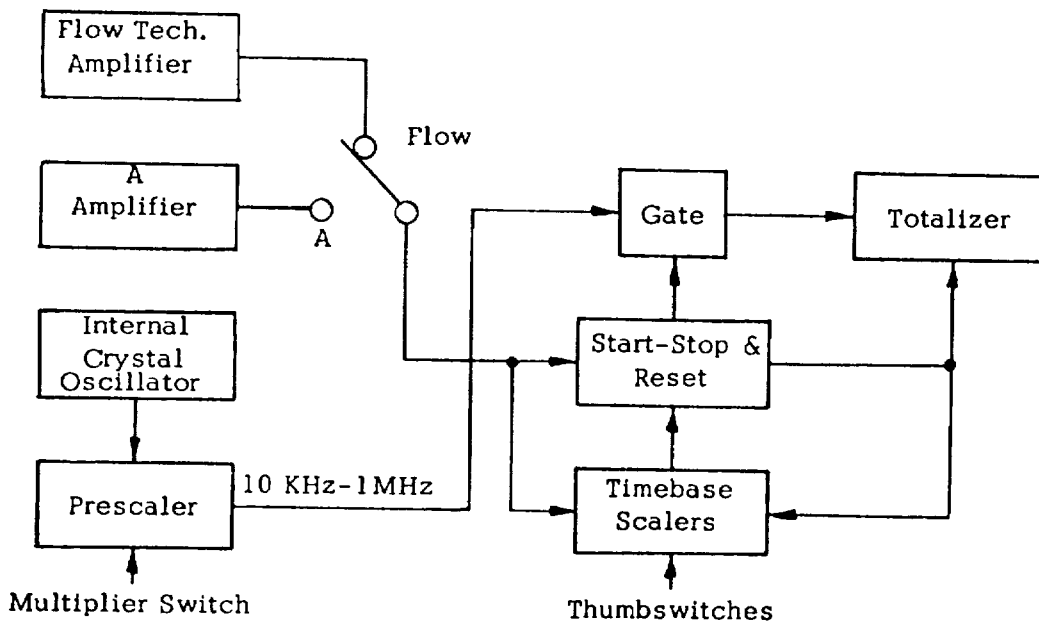 Flow Tech.
Amplifier
Flow
A
Amplifier
A
Gate
Totalizer
Internal
Crystal
Oscillator
Start-Stop &
Reset
Prescaler
10 KHz-1MHz
Timebase
Scalers
Multiplier Switch
Thumbswitches